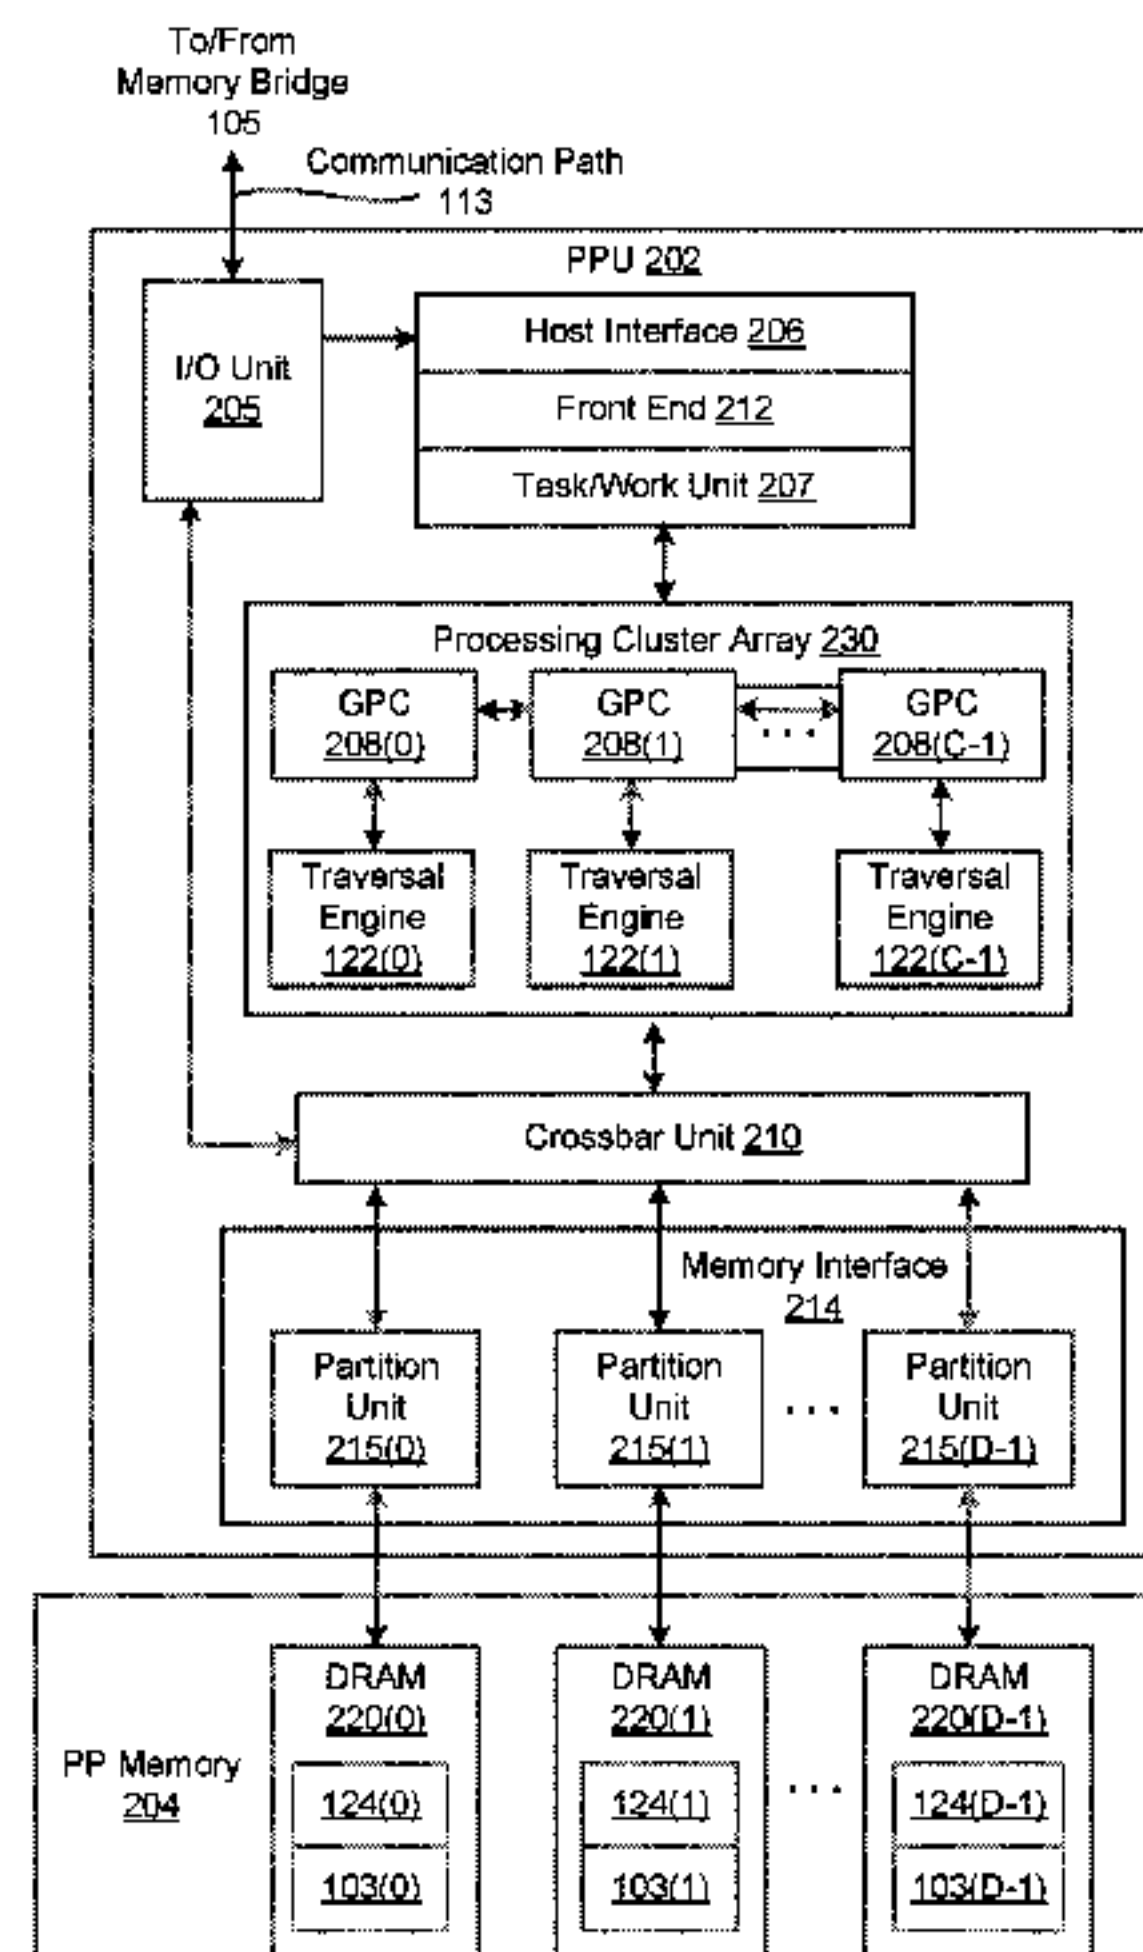 To/From
Memory Bridge
105
Communication Path
113
PPU 202
I/O Unit
205
Host Interface 206
Front End 212
Task/Work Unit 207
Processing Cluster Array 230
GPC
208(0)
GPC
208(1)
...
GPC
208(C-1)
Traversal
Engine
122(0)
Traversal
Engine
122(1)
Traversal
Engine
122(C-1)
Crossbar Unit 210
Memory Interface
214
Partition
Unit
215(0)
Partition
Unit
215(1)
...
Partition
Unit
215(D-1)
PP Memory
204
DRAM
220(0)
124(0)
103(0)
DRAM
220(1)
124(1)
103(1)
...
DRAM
220(D-1)
124(D-1)
103(D-1)